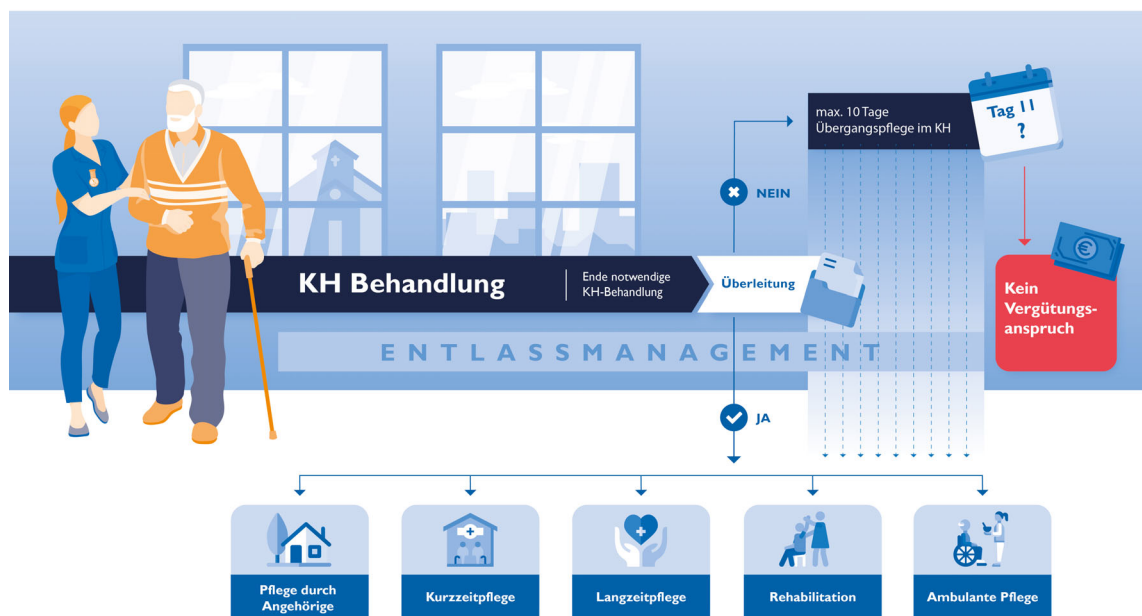 max. 10 Tage
Übergangspflege im KH
Tag 11
?
NEIN
KH Behandlung
Ende notwendige
KH-Behandlung
Überleitung
Kein
Vergütungs-
anspruch
ENTLASSMANAGEMENT
JA
Pflege durch
Angehörige
Kurzzeitpflege
Langzeitpflege
Rehabilitation
Ambulante Pflege